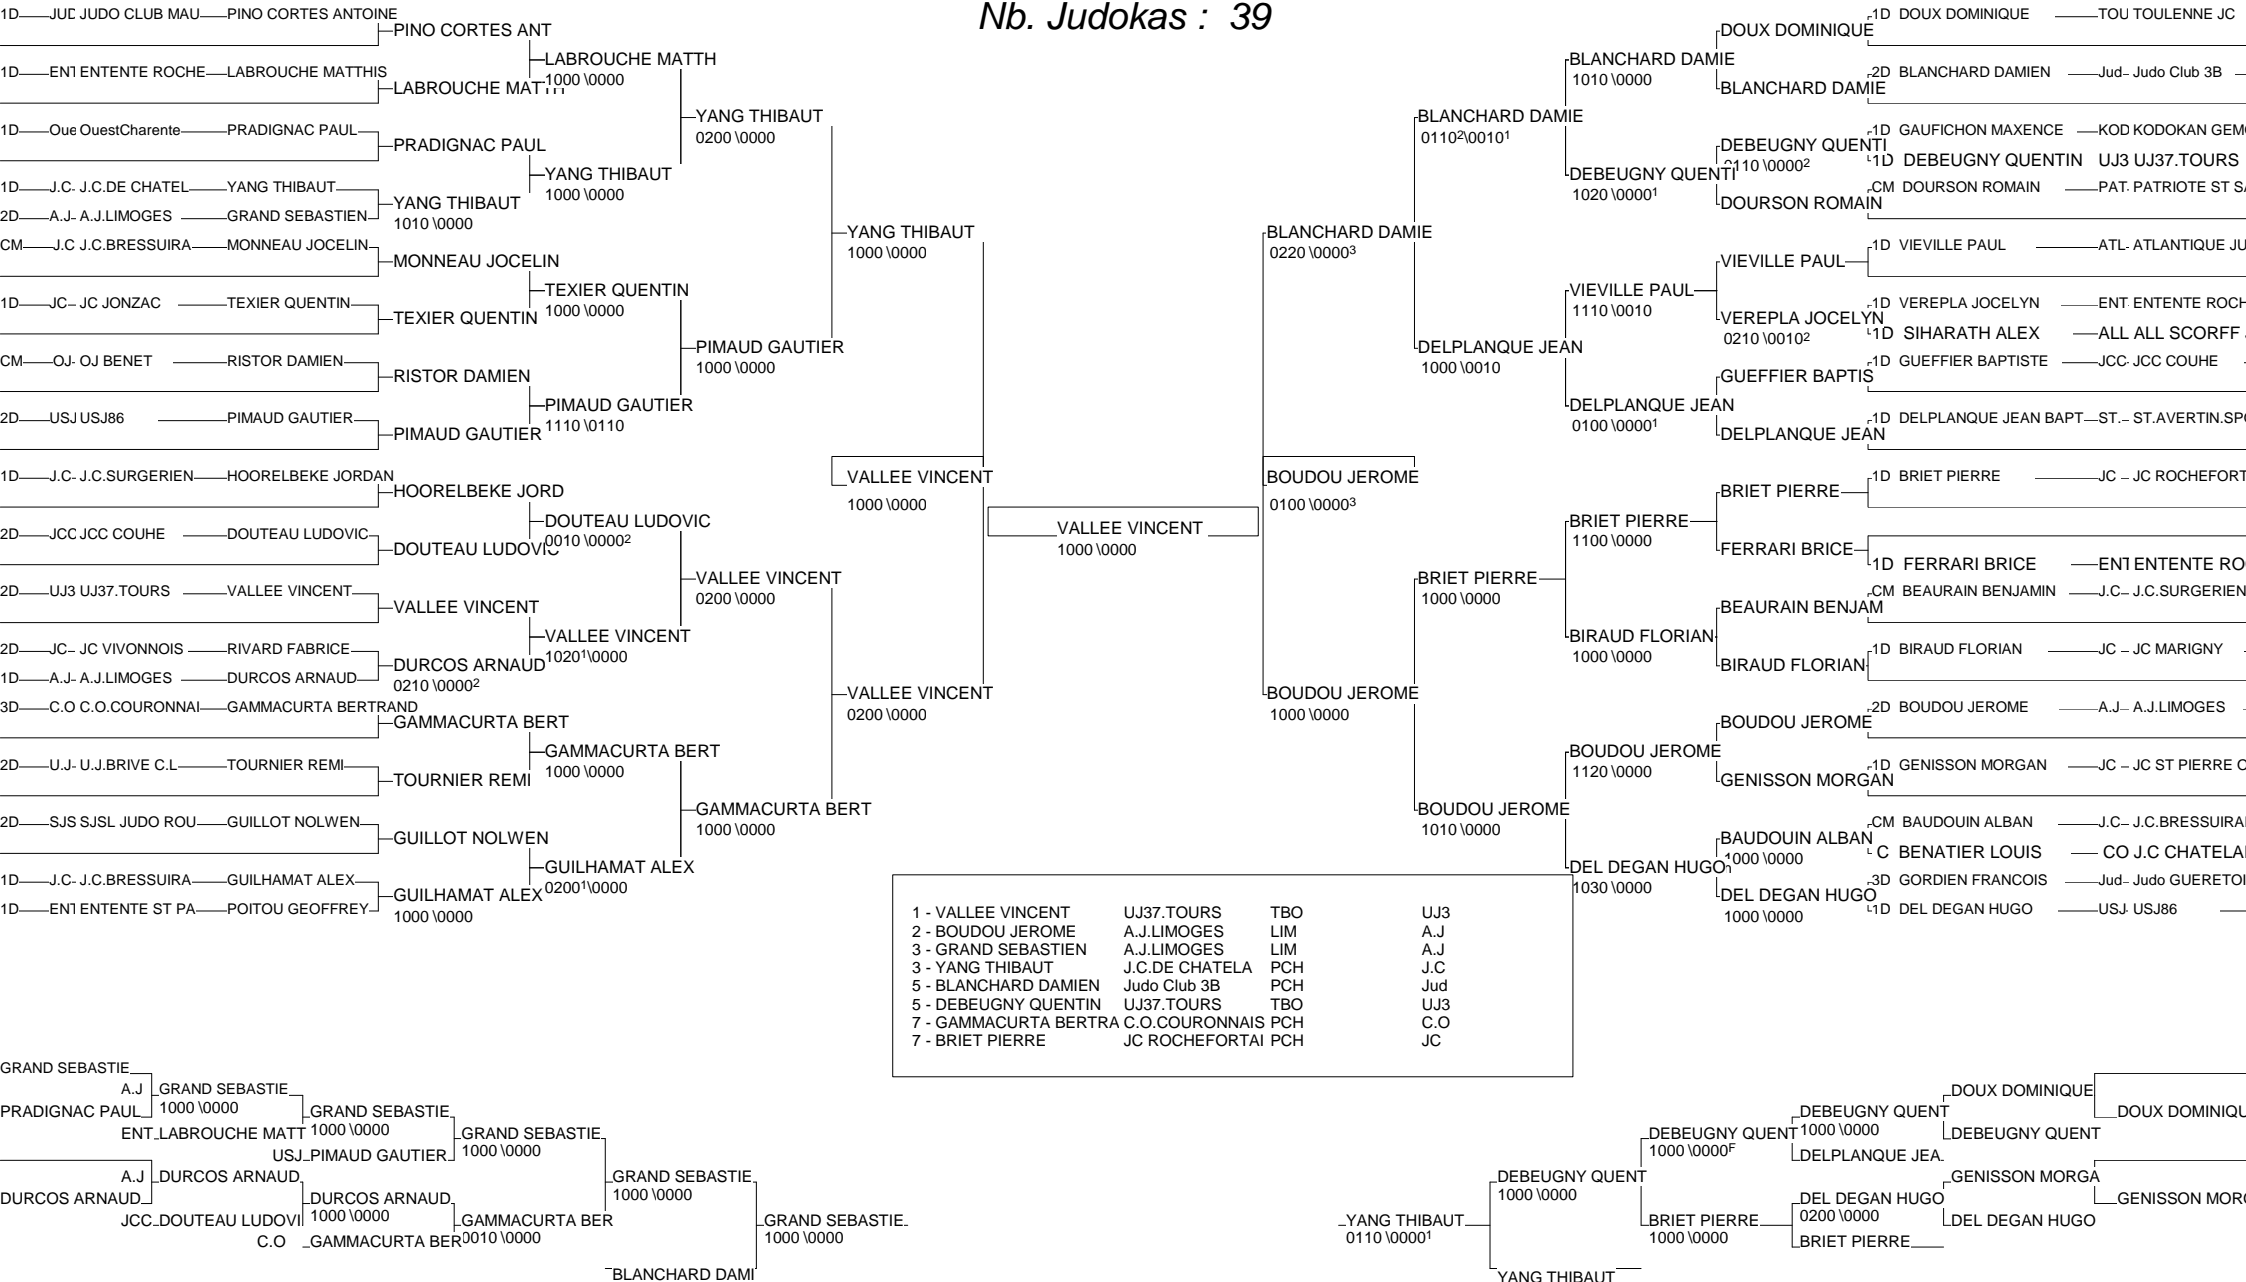 Nb. Judokas : 39
1D JUD JUDO CLUB MAU PINO CORTES ANTOINE
PINO CORTES ANT
LABROUCHE MATTH
1000 \0000
1D ENT ENTENTE ROCHE LABROUCHE MATTHIS
LABROUCHE MATTH
YANG THIBAUT
0200 \0000
1D Oue OuestCharente PRADIGNAC PAUL
PRADIGNAC PAUL
YANG THIBAUT
1000 \0000
1D J.C- J.C.DE CHATEL YANG THIBAUT
YANG THIBAUT
1010 \0000
2D A.J- A.J.LIMOGES GRAND SEBASTIEN
YANG THIBAUT
1000 \0000
CM J.C J.C.BRESSUIRA MONNEAU JOCELIN
MONNEAU JOCELIN
TEXIER QUENTIN
1000 \0000
1D JC- JC JONZAC TEXIER QUENTIN
TEXIER QUENTIN
PIMAUD GAUTIER
1000 \0000
CM OJ- OJ BENET RISTOR DAMIEN
RISTOR DAMIEN
PIMAUD GAUTIER
1110 \0110
2D USJ USJ86 PIMAUD GAUTIER
PIMAUD GAUTIER
VALLEE VINCENT
1000 \0000
1D J.C- J.C.SURGERIEN HOORELBEKE JORDAN
HOORELBEKE JORD
DOUTEAU LUDOVIC
0010 \0000²
2D JCC JCC COUHE DOUTEAU LUDOVIC
DOUTEAU LUDOVIC
VALLEE VINCENT
0200 \0000
2D UJ3 UJ37.TOURS VALLEE VINCENT
VALLEE VINCENT
VALLEE VINCENT
1020¹\0000
2D JC- JC VIVONNOIS RIVARD FABRICE
DURCOS ARNAUD
0210 \0000²
1D A.J- A.J.LIMOGES DURCOS ARNAUD
VALLEE VINCENT
0200 \0000
3D C.O C.O.COURONNAI GAMMACURTA BERTRAND
GAMMACURTA BERT
GAMMACURTA BERT
1000 \0000
2D U.J- U.J.BRIVE C.L TOURNIER REMI
TOURNIER REMI
GAMMACURTA BERT
1000 \0000
2D SJS SJSL JUDO ROU GUILLOT NOLWEN
GUILLOT NOLWEN
GUILHAMAT ALEX
0200¹\0000
1D J.C- J.C.BRESSUIRA GUILHAMAT ALEX
GUILHAMAT ALEX
1000 \0000
1D ENT ENTENTE ST PA POITOU GEOFFREY
VALLEE VINCENT
1000 \0000
DOUX DOMINIQUE
1D DOUX DOMINIQUE TOU TOULENNE JC
BLANCHARD DAMIE
1010 \0000
2D BLANCHARD DAMIEN Jud- Judo Club 3B
BLANCHARD DAMIE
BLANCHARD DAMIE
0110²\0010¹
1D GAUFICHON MAXENCE KOD KODOKAN GEM
DEBEUGNY QUENTI
0110 \0000²
1D DEBEUGNY QUENTIN UJ3 UJ37.TOURS
DEBEUGNY QUENTI
1020 \0000¹
CM DOURSON ROMAIN PAT- PATRIOTE ST S
DOURSON ROMAIN
BLANCHARD DAMIE
0220 \0000³
1D VIEVILLE PAUL ATL- ATLANTIQUE JU
VIEVILLE PAUL
VIEVILLE PAUL
1110 \0010
1D VEREPLA JOCELYN ENT ENTENTE ROCH
VEREPLA JOCELYN
0210 \0010²
1D SIHARATH ALEX ALL ALL SCORFF
DELPLANQUE JEAN
1000 \0010
1D GUEFFIER BAPTISTE JCC- JCC COUHE
GUEFFIER BAPTIS
DELPLANQUE JEAN
0100 \0000¹
1D DELPLANQUE JEAN BAPT ST.- ST.AVERTIN.SP
DELPLANQUE JEAN
BOUDOU JEROME
0100 \0000³
1D BRIET PIERRE JC - JC ROCHEFORT
BRIET PIERRE
BRIET PIERRE
1100 \0000
FERRARI BRICE
1D FERRARI BRICE ENT ENTENTE RO
BRIET PIERRE
1000 \0000
CM BEAURAIN BENJAMIN J.C- J.C.SURGERIEN
BEAURAIN BENJAM
BIRAUD FLORIAN
1000 \0000
1D BIRAUD FLORIAN JC - JC MARIGNY
BIRAUD FLORIAN
BOUDOU JEROME
1000 \0000
2D BOUDOU JEROME A.J- A.J.LIMOGES
BOUDOU JEROME
BOUDOU JEROME
1120 \0000
1D GENISSON MORGAN JC - JC ST PIERRE
GENISSON MORGAN
BOUDOU JEROME
1010 \0000
CM BAUDOUIN ALBAN J.C- J.C.BRESSUIRA
BAUDOUIN ALBAN
1000 \0000
C BENATIER LOUIS CO J.C CHATELA
DEL DEGAN HUGO
1030 \0000
3D GORDIEN FRANCOIS Jud- Judo GUERETOI
DEL DEGAN HUGO
1000 \0000
1D DEL DEGAN HUGO USJ- USJ86
1 - VALLEE VINCENT UJ37.TOURS TBO UJ3
2 - BOUDOU JEROME A.J.LIMOGES LIM A.J
3 - GRAND SEBASTIEN A.J.LIMOGES LIM A.J
3 - YANG THIBAUT J.C.DE CHATELA PCH J.C
5 - BLANCHARD DAMIEN Judo Club 3B PCH Jud
5 - DEBEUGNY QUENTIN UJ37.TOURS TBO UJ3
7 - GAMMACURTA BERTRA C.O.COURONNAIS PCH C.O
7 - BRIET PIERRE JC ROCHEFORTAI PCH JC
GRAND SEBASTIE
A.J GRAND SEBASTIE
1000 \0000
PRADIGNAC PAUL
GRAND SEBASTIE
1000 \0000
ENT LABROUCHE MATT
GRAND SEBASTIE
1000 \0000
USJ PIMAUD GAUTIER
A.J DURCOS ARNAUD
GRAND SEBASTIE
1000 \0000
DURCOS ARNAUD
DURCOS ARNAUD
1000 \0000
JCC DOUTEAU LUDOVI
GAMMACURTA BER
0010 \0000
C.O GAMMACURTA BER
GRAND SEBASTIE
1000 \0000
BLANCHARD DAMI
DOUX DOMINIQUE
DOUX DOMINIQU
DEBEUGNY QUENT
1000 \0000
DEBEUGNY QUENT
DEBEUGNY QUENT
1000 \0000F
DELPLANQUE JEA
DEBEUGNY QUENT
1000 \0000
GENISSON MORGA
GENISSON MOR
DEL DEGAN HUGO
0200 \0000
DEL DEGAN HUGO
YANG THIBAUT
0110 \0000¹
BRIET PIERRE
1000 \0000
BRIET PIERRE
YANG THIBAUT